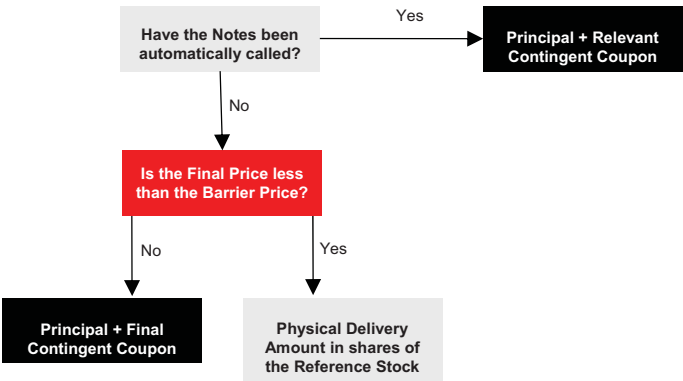 Yes
Have the Notes been
automatically called?
Principal + Relevant
Contingent Coupon
No
Is the Final Price less
than the Barrier Price?
No
Yes
Principal + Final
Contingent Coupon
Physical Delivery
Amount in shares of
the Reference Stock